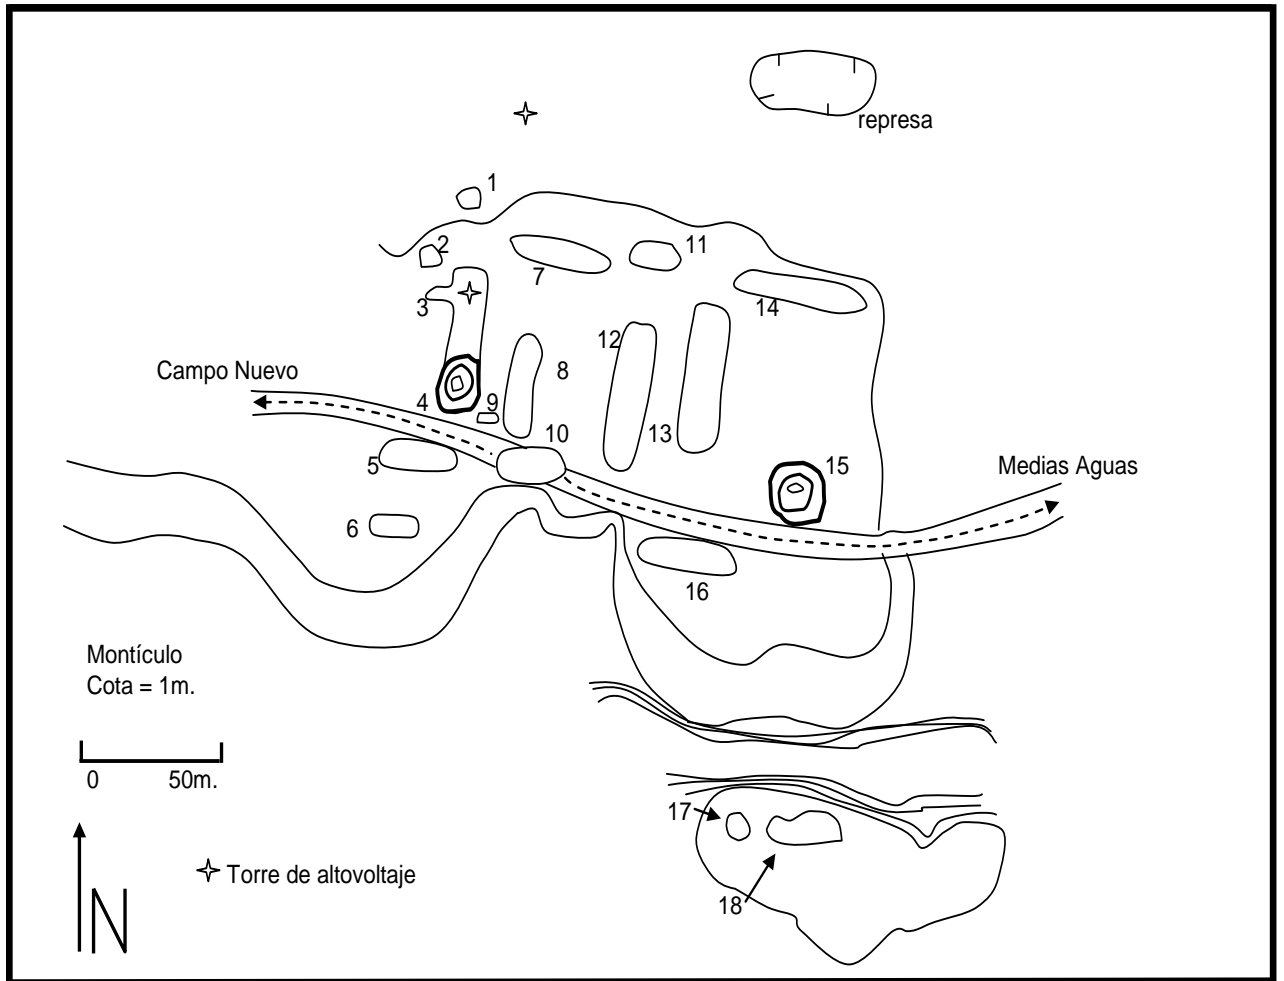 represa
1
2
11
7
3
14
12
Campo Nuevo
8
4
9
10
13
5
15
Medias Aguas
6
16
Montículo
Cota = 1m.
0 50m.
17
Torre de altovoltaje
18
N